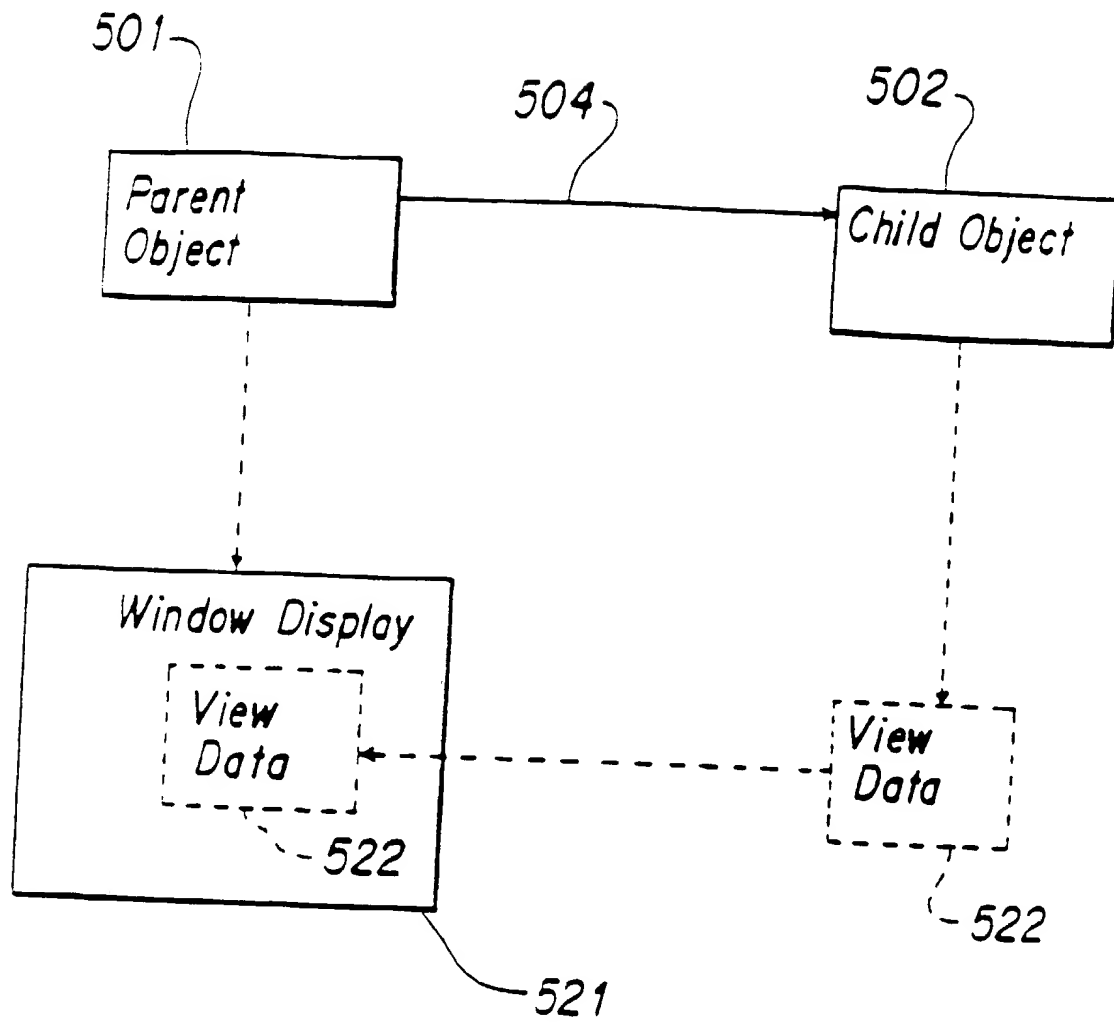 501
504
502
Parent
Object
Child Object
Window Display
View
Data
View
Data
522
522
521